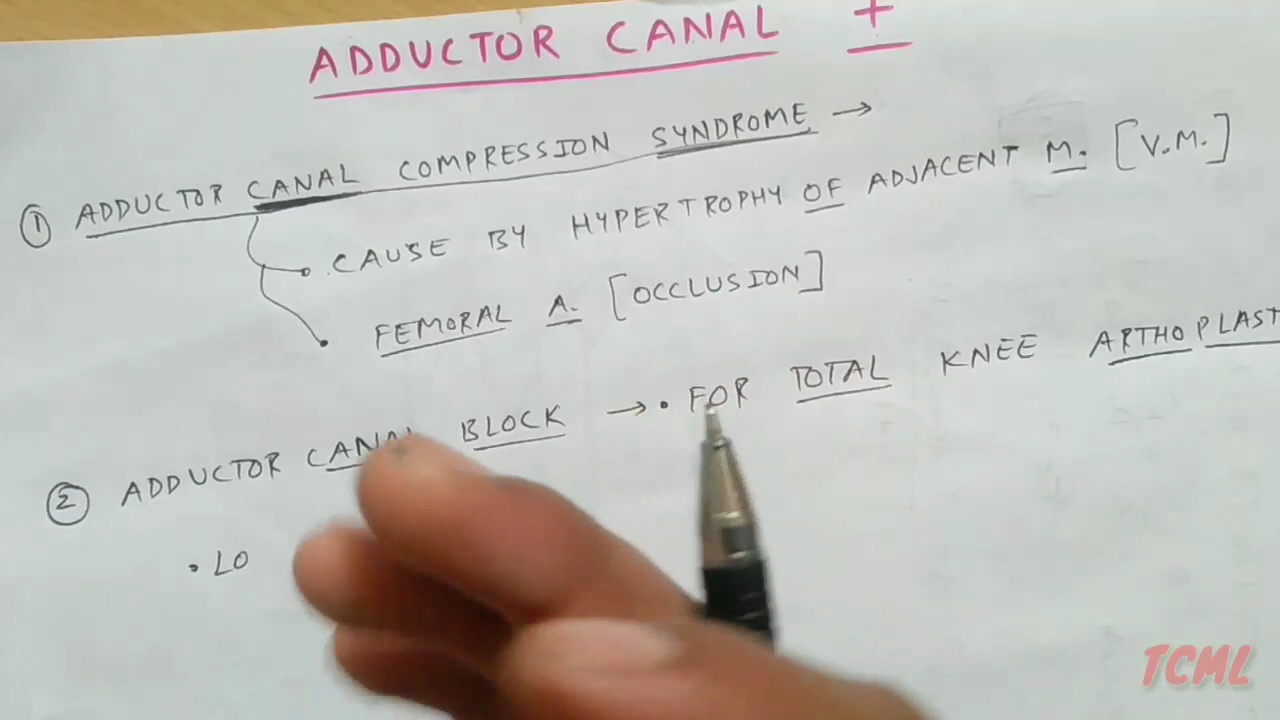 ADDUCTOR CANAL +
① ADDUCTOR CANAL COMPRESSION SYNDROME →
• CAUSE BY HYPERTROPHY OF ADJACENT M. [V.M.]
• FEMORAL A. [OCCLUSION]
② ADDUCTOR CANAL BLOCK → • FOR TOTAL KNEE ARTHOPLAST
• LO
TCML